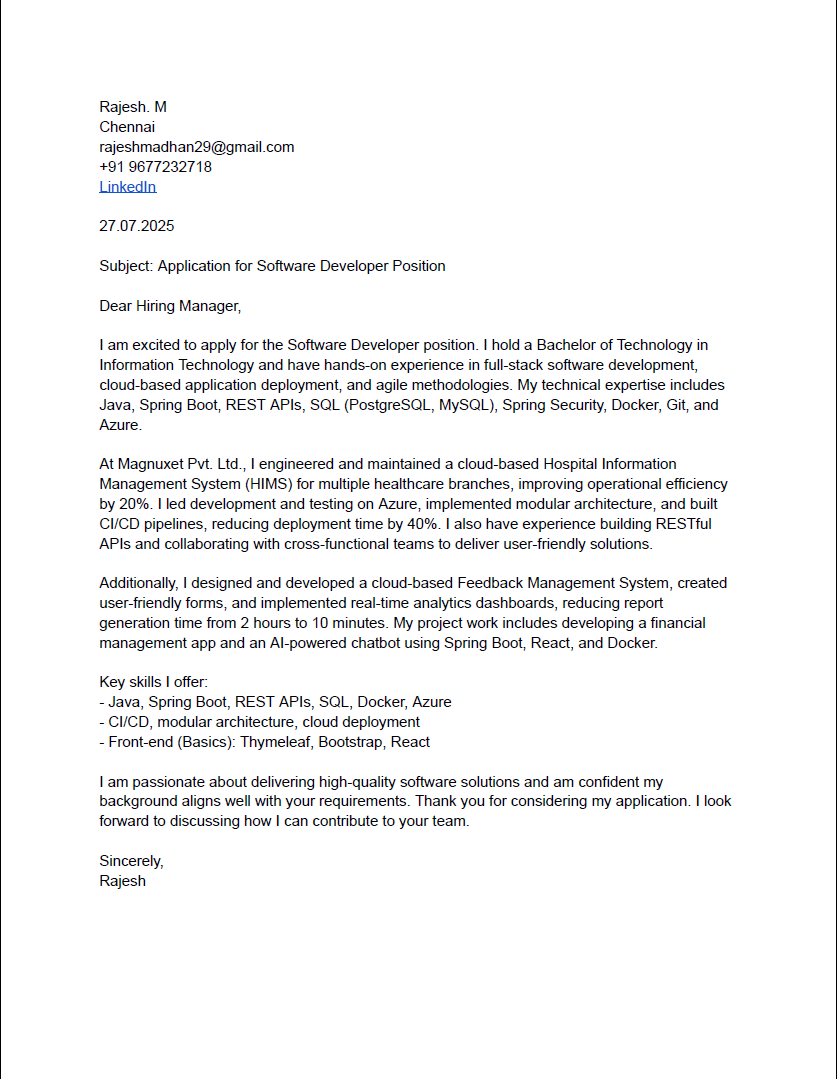 Rajesh. M
Chennai
rajeshmadhan29@gmail.com
+91 9677232718
LinkedIn
27.07.2025
Subject: Application for Software Developer Position
Dear Hiring Manager,
I am excited to apply for the Software Developer position. I hold a Bachelor of Technology in
Information Technology and have hands-on experience in full-stack software development,
cloud-based application deployment, and agile methodologies. My technical expertise includes
Java, Spring Boot, REST APIs, SQL (PostgreSQL, MySQL), Spring Security, Docker, Git, and
Azure.
At Magnuxet Pvt. Ltd., I engineered and maintained a cloud-based Hospital Information
Management System (HIMS) for multiple healthcare branches, improving operational efficiency
by 20%. I led development and testing on Azure, implemented modular architecture, and built
CI/CD pipelines, reducing deployment time by 40%. I also have experience building RESTful
APIs and collaborating with cross-functional teams to deliver user-friendly solutions.
Additionally, I designed and developed a cloud-based Feedback Management System, created
user-friendly forms, and implemented real-time analytics dashboards, reducing report
generation time from 2 hours to 10 minutes. My project work includes developing a financial
management app and an AI-powered chatbot using Spring Boot, React, and Docker.
Key skills I offer:
- Java, Spring Boot, REST APIs, SQL, Docker, Azure
- CI/CD, modular architecture, cloud deployment
- Front-end (Basics): Thymeleaf, Bootstrap, React
I am passionate about delivering high-quality software solutions and am confident my
background aligns well with your requirements. Thank you for considering my application. I look
forward to discussing how I can contribute to your team.
Sincerely,
Rajesh